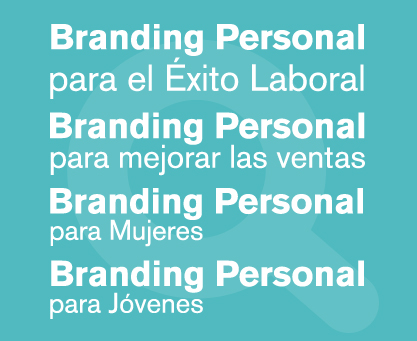 Branding Personal
para el Éxito Laboral
Branding Personal
para mejorar las ventas
Branding Personal
para Mujeres
Branding Personal
para Jóvenes